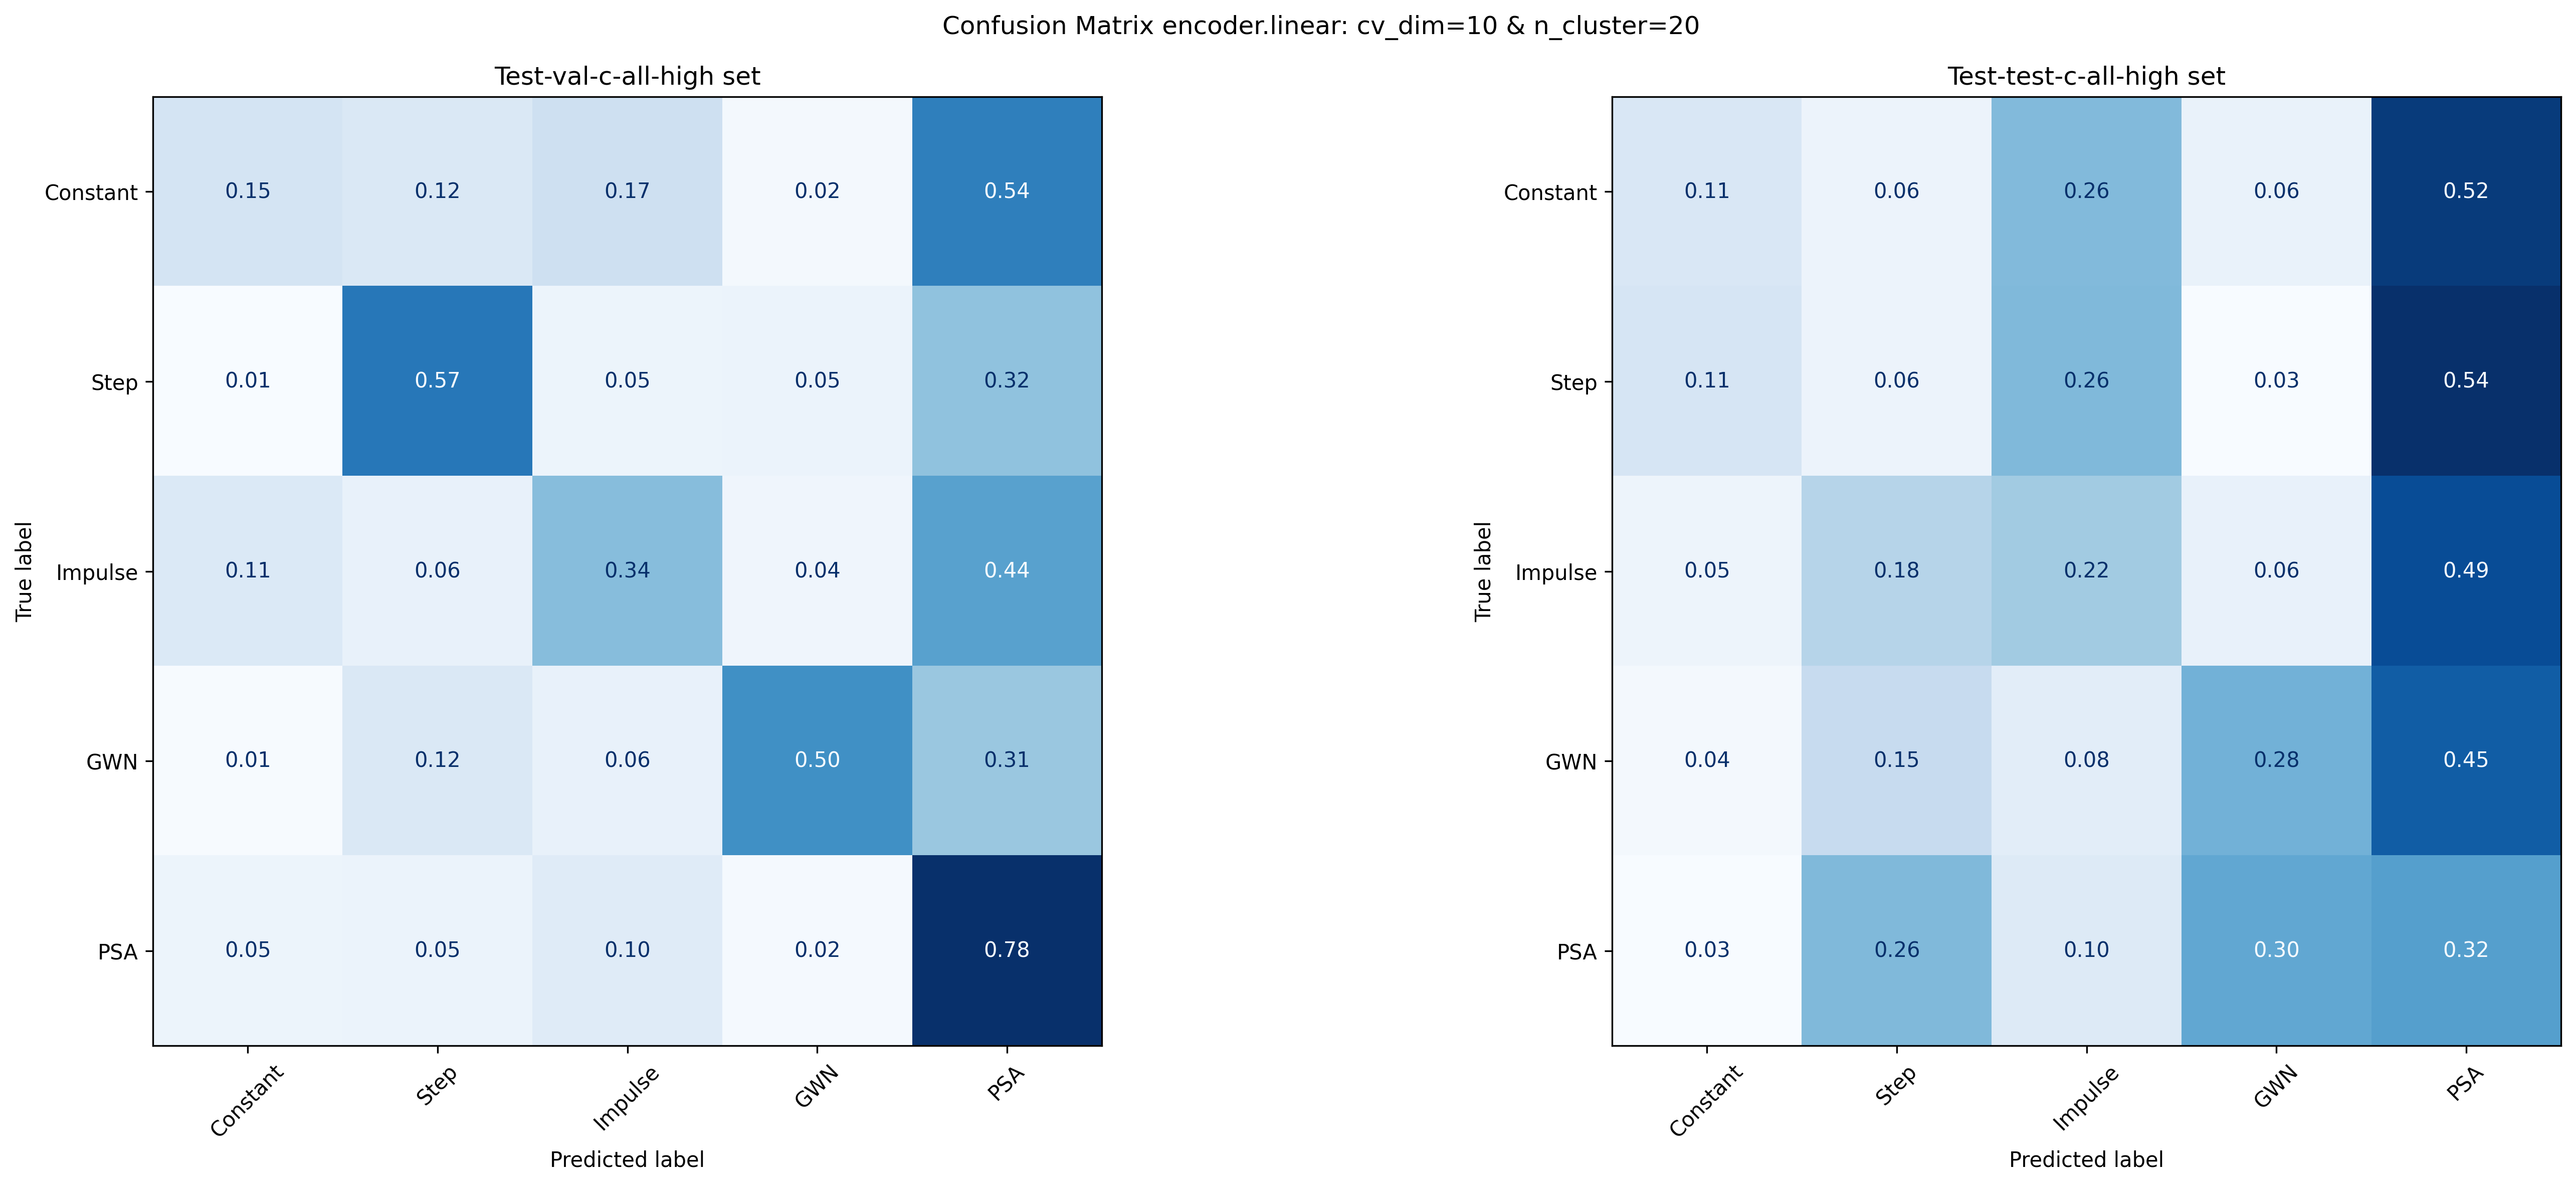 Confusion Matrix encoder.linear: cv_dim=10 & n_cluster=20
Test-val-c-all-high set
True label
Constant 0.15 0.12 0.17 0.02 0.54
Step 0.01 0.57 0.05 0.05 0.32
Impulse 0.11 0.06 0.34 0.04 0.44
GWN 0.01 0.12 0.06 0.50 0.31
PSA 0.05 0.05 0.10 0.02 0.78
Constant Step Impulse GWN PSA
Predicted label
Test-test-c-all-high set
True label
Constant 0.11 0.06 0.26 0.06 0.52
Step 0.11 0.06 0.26 0.03 0.54
Impulse 0.05 0.18 0.22 0.06 0.49
GWN 0.04 0.15 0.08 0.28 0.45
PSA 0.03 0.26 0.10 0.30 0.32
Constant Step Impulse GWN PSA
Predicted label